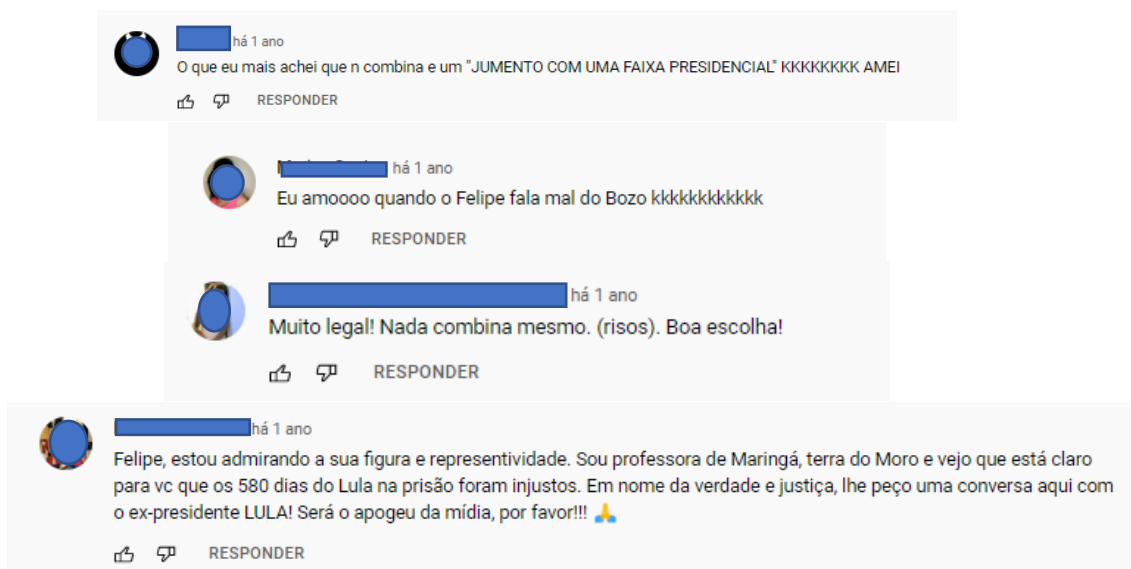 há 1 ano
O que eu mais achei que n combina e um "JUMENTO COM UMA FAIXA PRESIDENCIAL" KKKKKKKK AMEI
RESPONDER
há 1 ano
Eu amoooo quando o Felipe fala mal do Bozo kkkkkkkkkkkk
RESPONDER
há 1 ano
Muito legal! Nada combina mesmo. (risos). Boa escolha!
RESPONDER
há 1 ano
Felipe, estou admirando a sua figura e representividade. Sou professora de Maringá, terra do Moro e vejo que está claro
para vc que os 580 dias do Lula na prisão foram injustos. Em nome da verdade e justiça, lhe peço uma conversa aqui com
o ex-presidente LULA! Será o apogeu da mídia, por favor!!! 🙏
RESPONDER